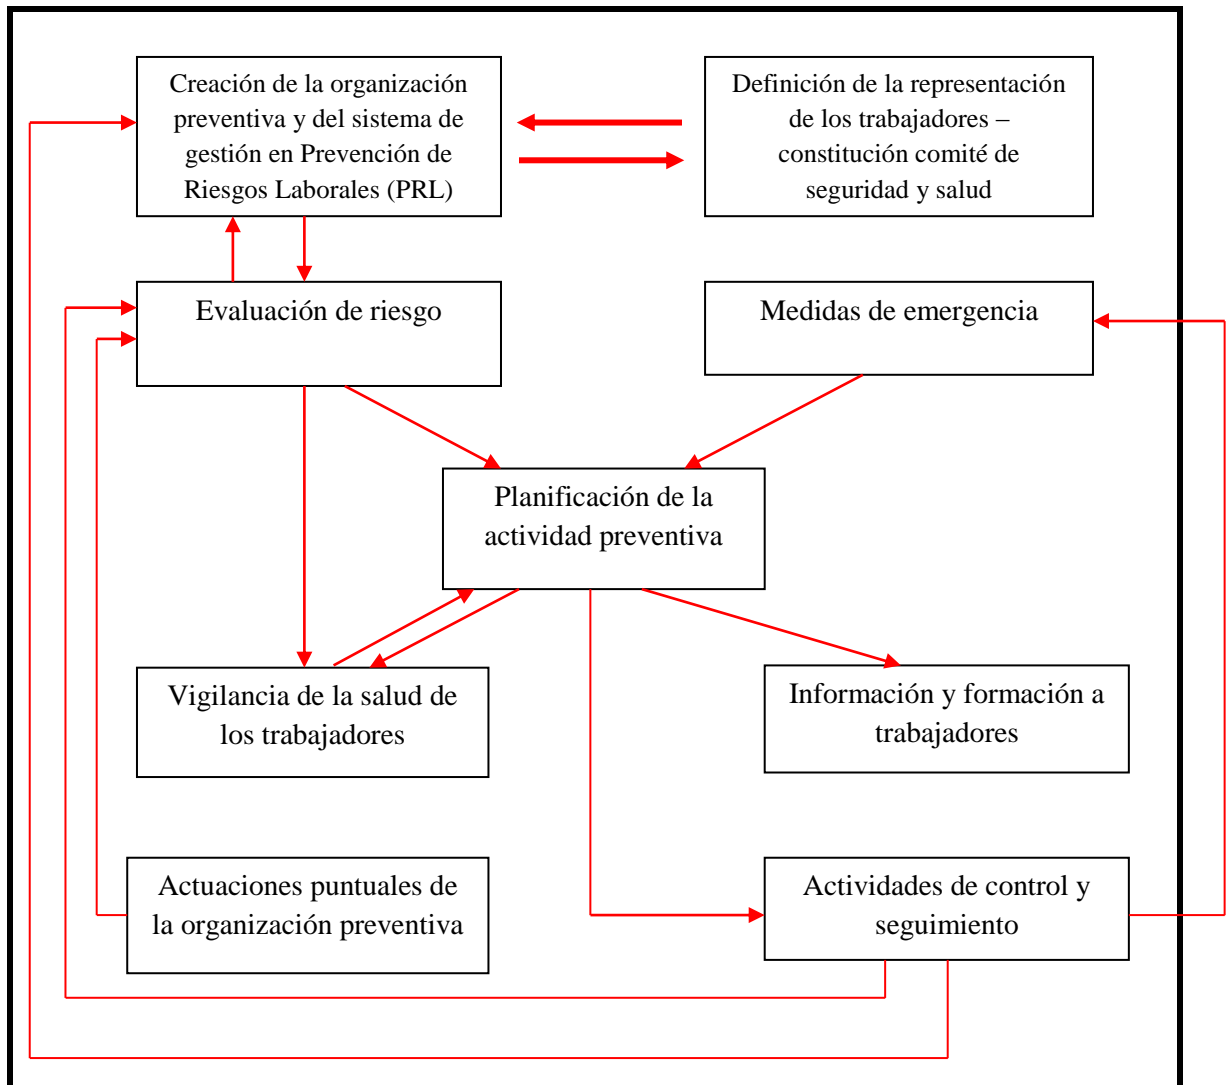 Creación de la organización
preventiva y del sistema de
gestión en Prevención de
Riesgos Laborales (PRL)
Definición de la representación
de los trabajadores –
constitución comité de
seguridad y salud
Evaluación de riesgo
Medidas de emergencia
Planificación de la
actividad preventiva
Vigilancia de la salud de
los trabajadores
Información y formación a
trabajadores
Actuaciones puntuales de
la organización preventiva
Actividades de control y
seguimiento